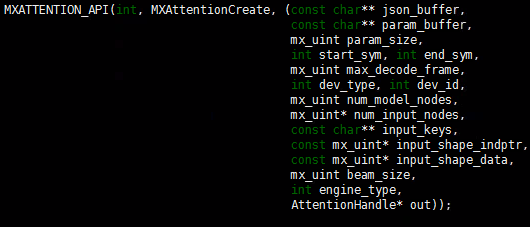 MXATTENTION_API(int, MXAttentionCreate, (const char** json_buffer,
const char** param_buffer,
mx_uint param_size,
int start_sym, int end_sym,
mx_uint max_decode_frame,
int dev_type, int dev_id,
mx_uint num_model_nodes,
mx_uint* num_input_nodes,
const char** input_keys,
const mx_uint* input_shape_indptr,
const mx_uint* input_shape_data,
mx_uint beam_size,
int engine_type,
AttentionHandle* out));